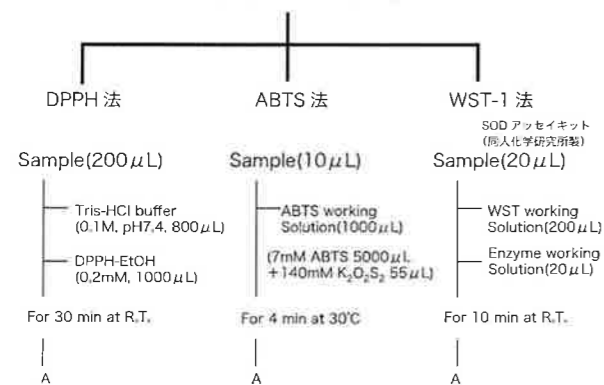 DPPH 法
Sample(200μL)
Tris-HCl buffer
(0.1M, pH7.4, 800μL)
DPPH-EtOH
(0.2mM, 1000μL)
For 30 min at R.T.
A
ABTS 法
Sample(10μL)
ABTS working
Solution(1000μL)
(7mM ABTS 5000μL
+140mM K₂O₂S₂ 55μL)
For 4 min at 30℃
A
WST-1 法
SOD アッセイキット
(同人化学研究所製)
Sample(20μL)
WST working
Solution(200μL)
Enzyme working
Solution(20μL)
For 10 min at R.T.
A